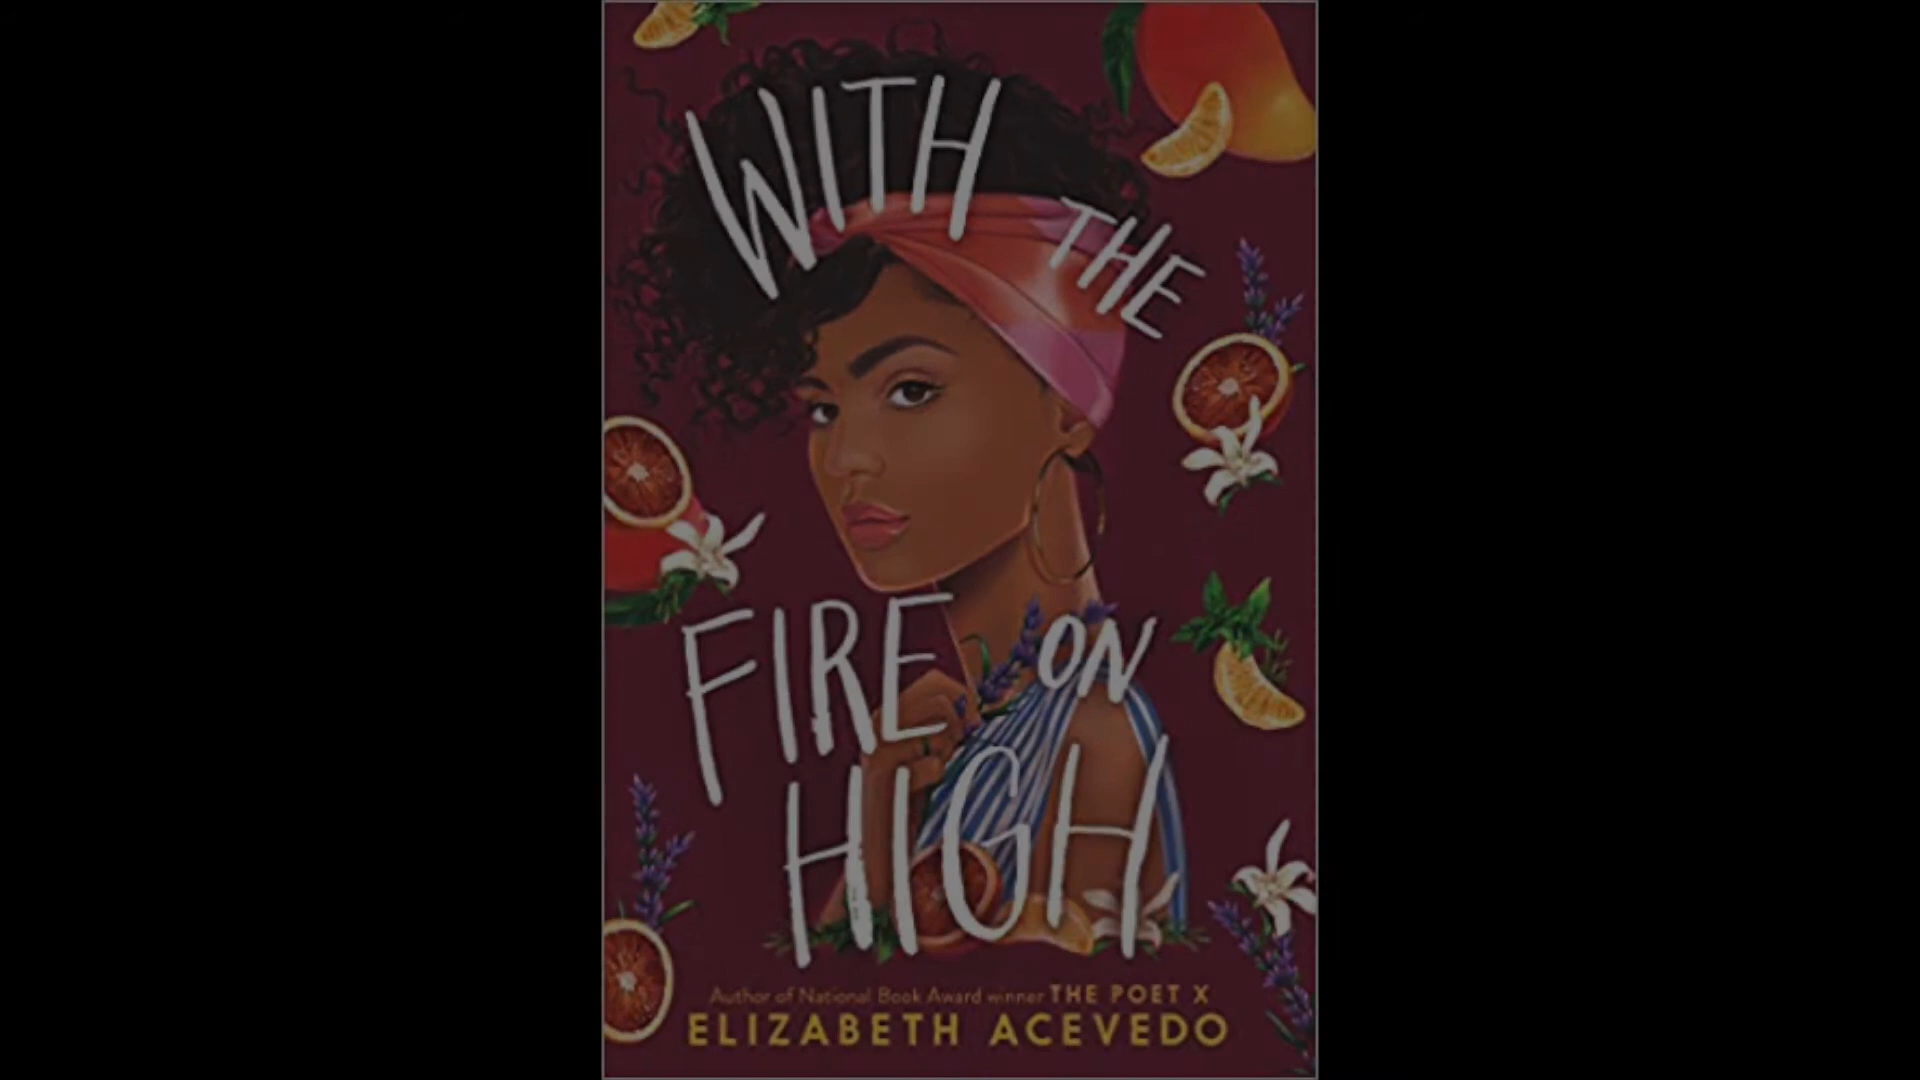 WITH
THE
FIRE ON
HIGH
Author of National Book Award winner THE POET X
ELIZABETH ACEVEDO